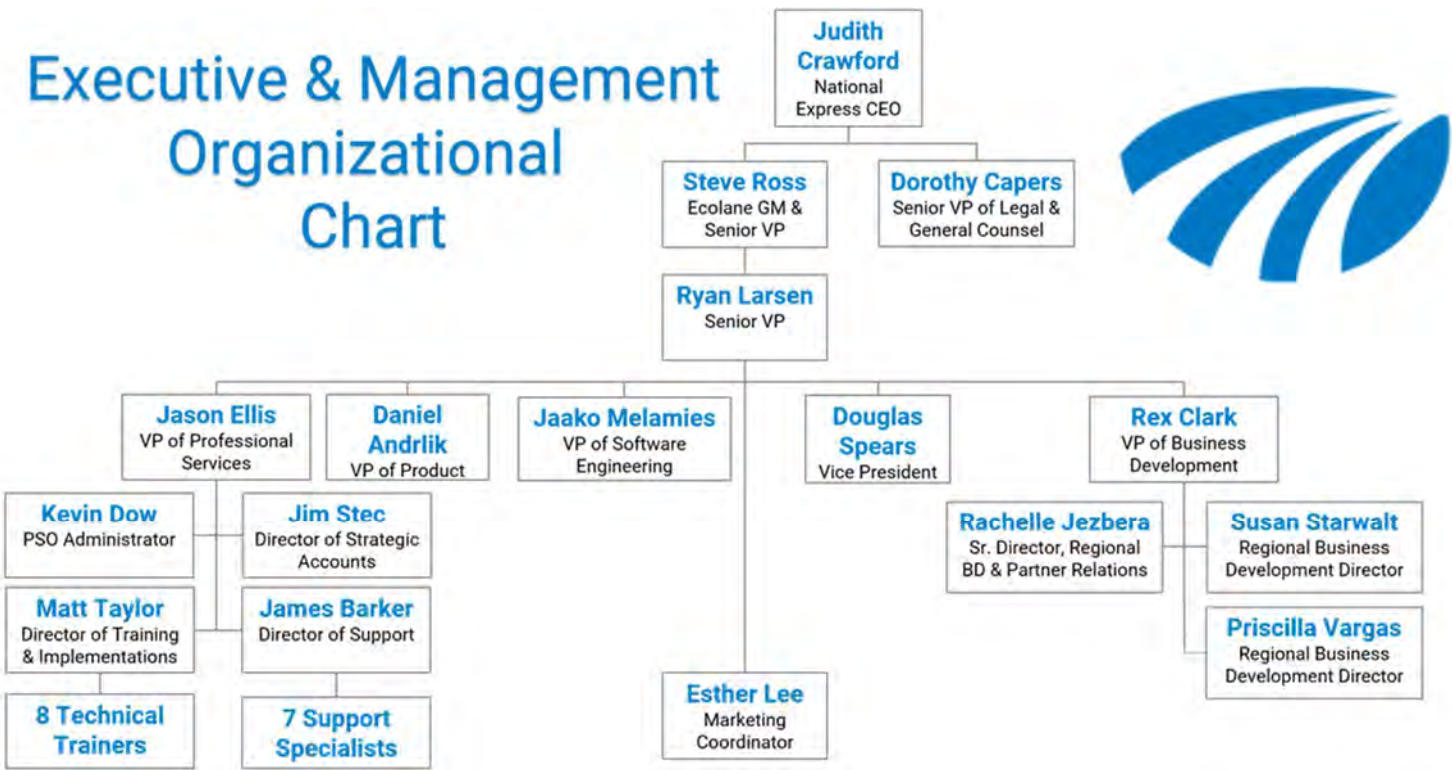 Executive & Management
Organizational
Chart
Judith
Crawford
National
Express CEO
Steve Ross
Ecolane GM &
Senior VP
Dorothy Capers
Senior VP of Legal &
General Counsel
Ryan Larsen
Senior VP
Jason Ellis
VP of Professional
Services
Daniel
Andrlik
VP of Product
Jaako Melamies
VP of Software
Engineering
Douglas
Spears
Vice President
Rex Clark
VP of Business
Development
Kevin Dow
PSO Administrator
Jim Stec
Director of Strategic
Accounts
Rachelle Jezbera
Sr. Director, Regional
BD & Partner Relations
Susan Starwalt
Regional Business
Development Director
Matt Taylor
Director of Training
& Implementations
James Barker
Director of Support
Priscilla Vargas
Regional Business
Development Director
8 Technical
Trainers
7 Support
Specialists
Esther Lee
Marketing
Coordinator